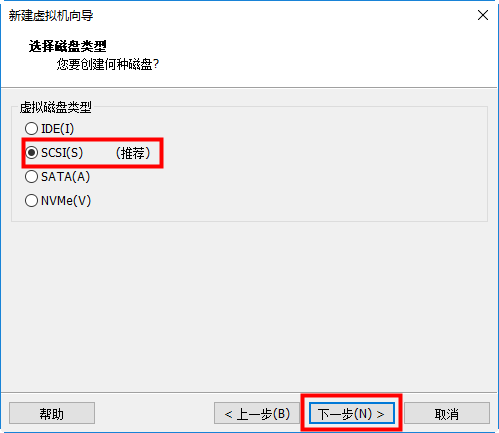 新建虚拟机向导
选择磁盘类型
您要创建何种磁盘?
虚拟磁盘类型
IDE(I)
SCSI(S) （推荐）
SATA(A)
NVMe(V)
帮助 < 上一步(B) 下一步(N) > 取消